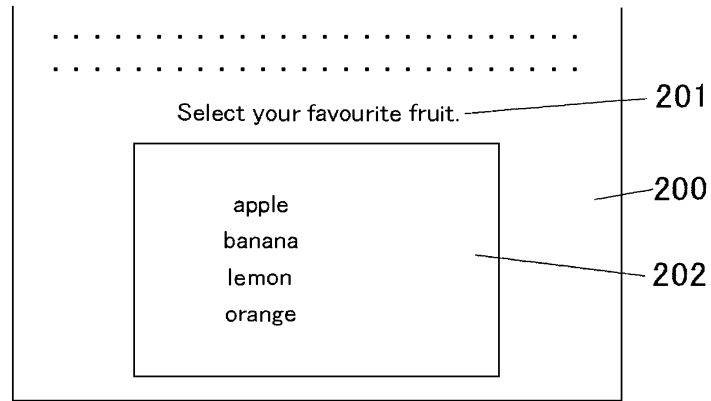 Select your favourite fruit.
201
200
apple
banana
202
lemon
orange